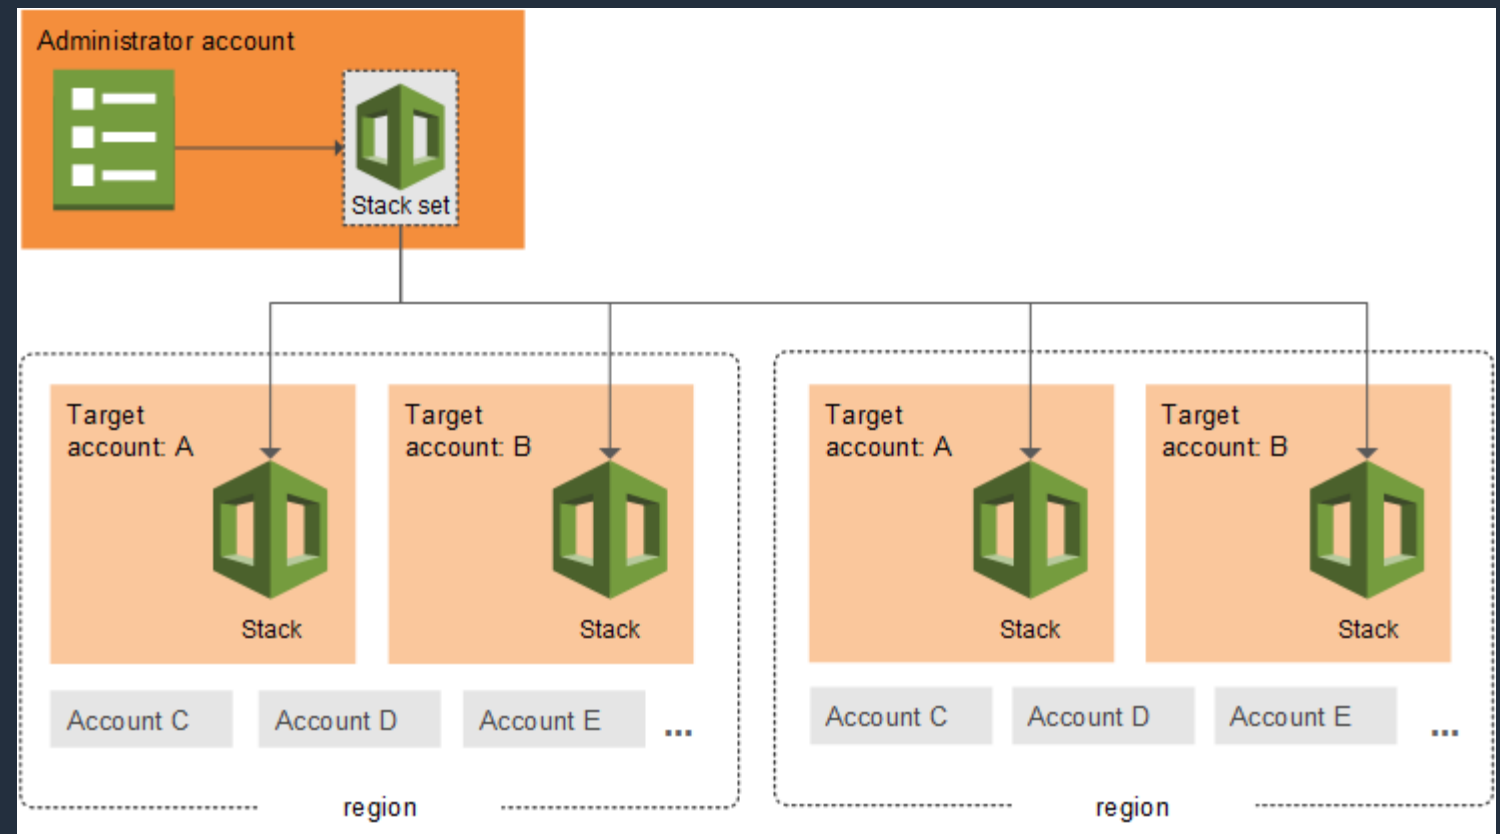 Administrator account
Stack set
Target
account: A
Stack
Target
account: B
Stack
Account C
Account D
Account E
...
region
Target
account: A
Stack
Target
account: B
Stack
Account C
Account D
Account E
...
region